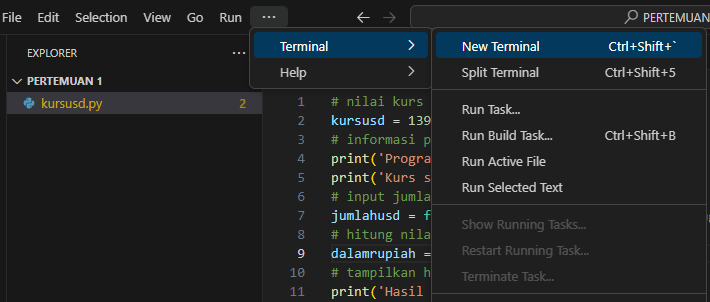 File Edit Selection View Go Run ··· PERTEMUAN
EXPLORER ···
PERTEMUAN 1
kursusd.py 2
Terminal
Help
New Terminal Ctrl+Shift+`
Split Terminal Ctrl+Shift+5
Run Task...
Run Build Task... Ctrl+Shift+B
Run Active File
Run Selected Text
Show Running Tasks...
Restart Running Task...
Terminate Task...
1 # nilai kurs
2 kursusd = 139
3 # informasi p
4 print('Progra
5 print('Kurs s
6 # input jumla
7 jumlahusd = f
8 # hitung nila
9 dalamrupiah =
10 # tampilkan h
11 print('Hasil